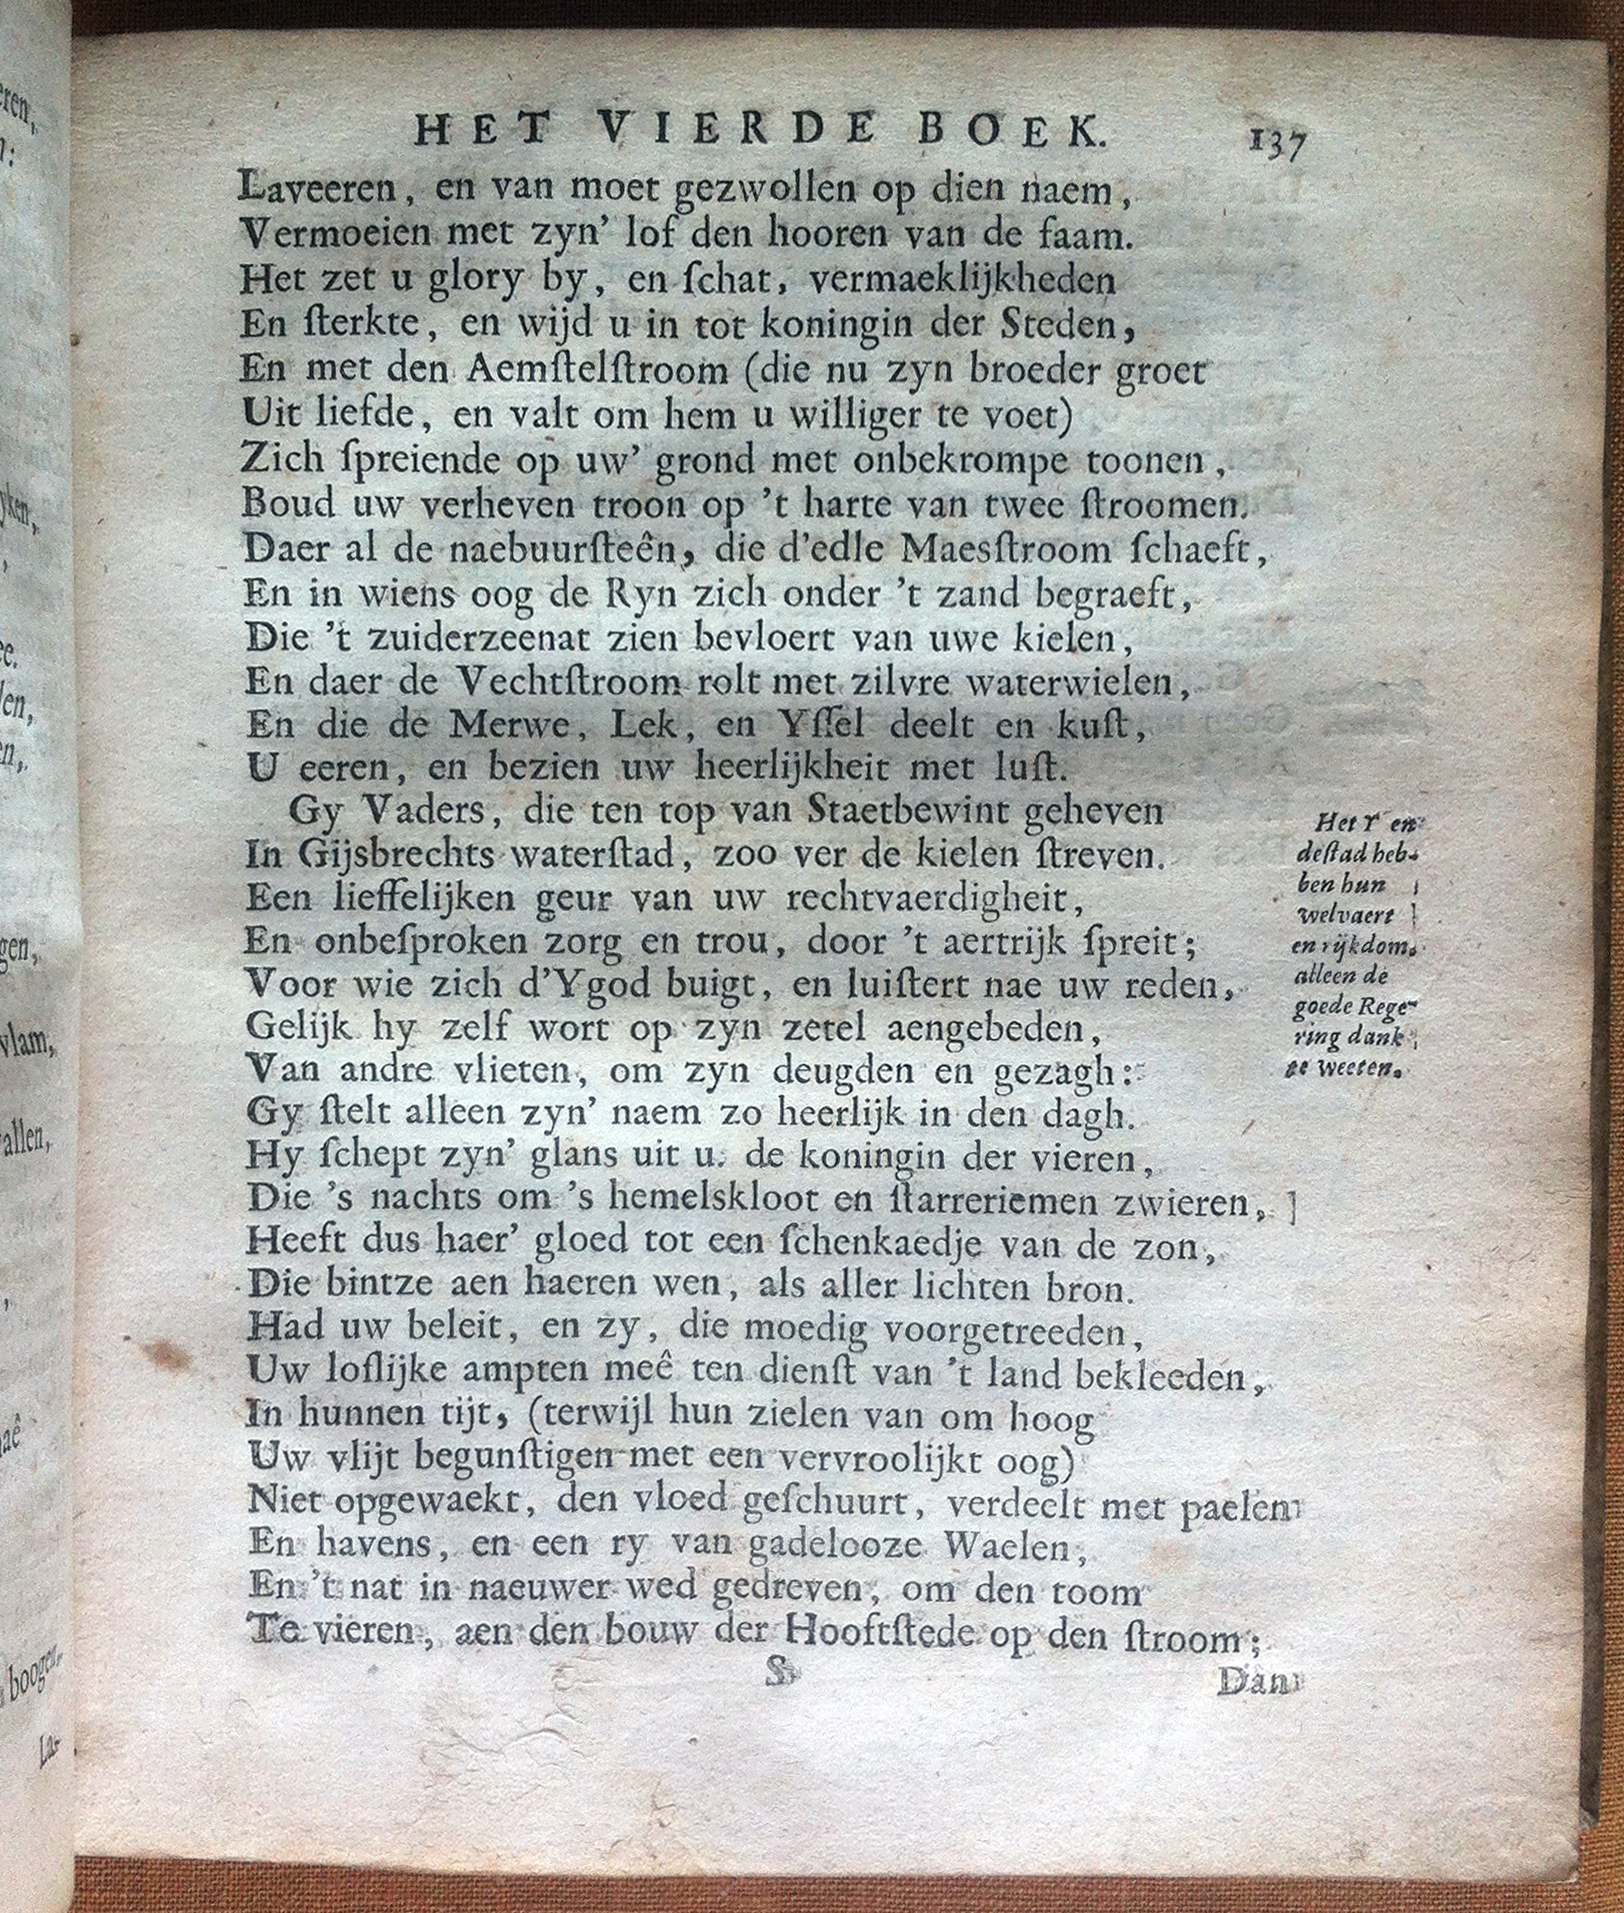 HET VIERDE BOEK. 137
Laveeren, en van moet gezwollen op dien naem,
Vermoeien met zyn' lof den hooren van de faam.
Het zet u glory by, en ſchat, vermaeklijkheden
En ſterkte, en wijd u in tot koningin der Steden,
En met den Aemſtelſtroom (die nu zyn broeder groet
Uit liefde, en valt om hem u williger te voet)
Zich ſpreiende op uw' grond met onbekrompe toonen,
Boud uw verheven troon op 't harte van twee ſtroomen.
Daer al de naebuurſteên, die d'edle Maesſtroom ſchaeft,
En in wiens oog de Ryn zich onder 't zand begraeft,
Die 't zuiderzeenat zien bevloert van uwe kielen,
En daer de Vechtſtroom rolt met zilvre waterwielen,
En die de Merwe, Lek, en Yſſel deelt en kuſt,
U eeren, en bezien uw heerlijkheit met luſt.
Gy Vaders, die ten top van Staetbewint geheven
In Gijsbrechts waterſtad, zoo ver de kielen ſtreven.
Een lieffelijken geur van uw rechtvaerdigheit,
En onbeſproken zorg en trou, door 't aertrijk ſpreit;
Voor wie zich d'Ygod buigt, en luiſtert nae uw reden,
Gelijk hy zelf wort op zyn zetel aengebeden,
Van andre vlieten, om zyn deugden en gezagh:
Gy ſtelt alleen zyn' naem zo heerlijk in den dagh.
Hy ſchept zyn' glans uit u. de koningin der vieren,
Die 's nachts om 's hemelskloot en ſtarreriemen zwieren,
Heeft dus haer' gloed tot een ſchenkaedje van de zon,
Die bintze aen haeren wen, als aller lichten bron.
Had uw beleit, en zy, die moedig voorgetreeden,
Uw loflijke ampten meê ten dienſt van 't land bekleeden,
In hunnen tijt, (terwijl hun zielen van om hoog
Uw vlijt begunſtigen met een vervroolijkt oog)
Niet opgewaekt, den vloed geſchuurt, verdeelt met paelen
En havens, en een ry van gadelooze Waelen,
En 't nat in naeuwer wed gedreven, om den toom
Te vieren, aen den bouw der Hooftſtede op den ſtroom;
S
Dan
Het Y en
de ſtad heb-
ben hun
welvaert
en rijkdom
alleen de
goede Rege-
ring dank
te weeten.
eren,
yken,
gen,
vlam,
allen,
boogen,
La-